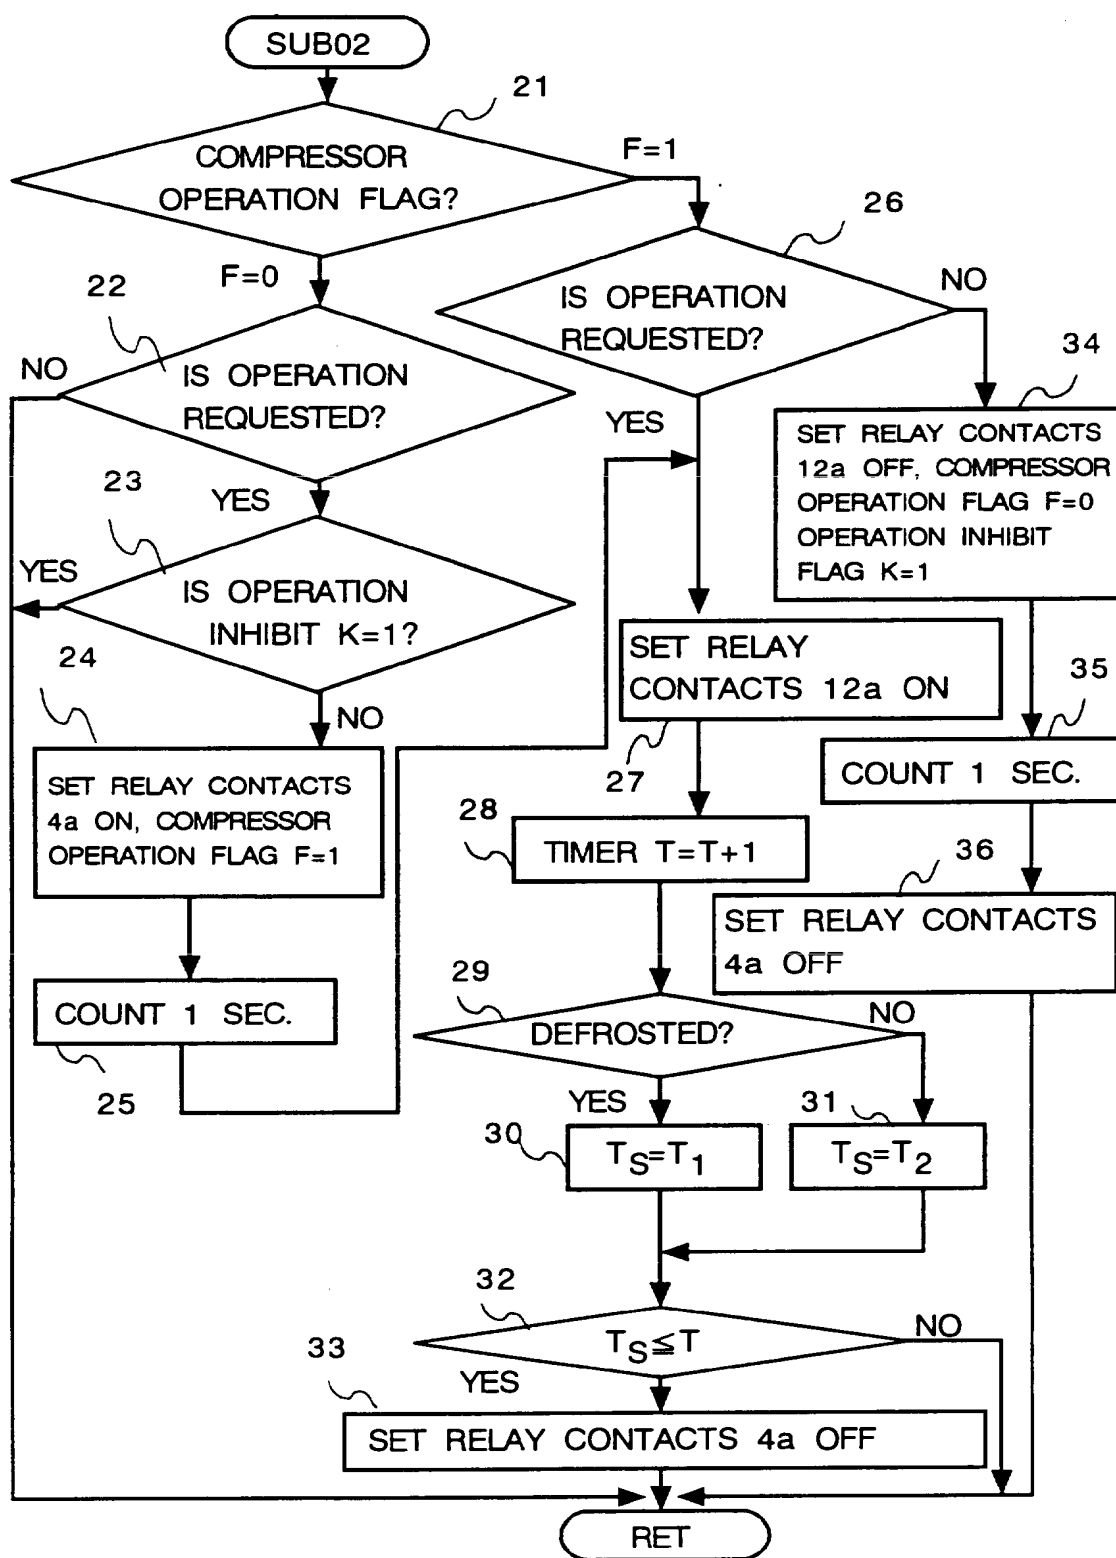 SUB02
21
COMPRESSOR
OPERATION FLAG?
F=1
F=0
26
22
IS OPERATION
REQUESTED?
NO
NO
IS OPERATION
REQUESTED?
34
YES
YES
SET RELAY CONTACTS
12a OFF, COMPRESSOR
OPERATION FLAG F=0
OPERATION INHIBIT
FLAG K=1
23
YES
IS OPERATION
INHIBIT K=1?
NO
24
SET RELAY
CONTACTS 12a ON
27
35
COUNT 1 SEC.
SET RELAY CONTACTS
4a ON, COMPRESSOR
OPERATION FLAG F=1
28
TIMER T=T+1
36
SET RELAY CONTACTS
4a OFF
COUNT 1 SEC.
25
29
DEFROSTED?
NO
YES
30
TS=T1
31
TS=T2
32
TS≦T
NO
YES
33
SET RELAY CONTACTS 4a OFF
RET